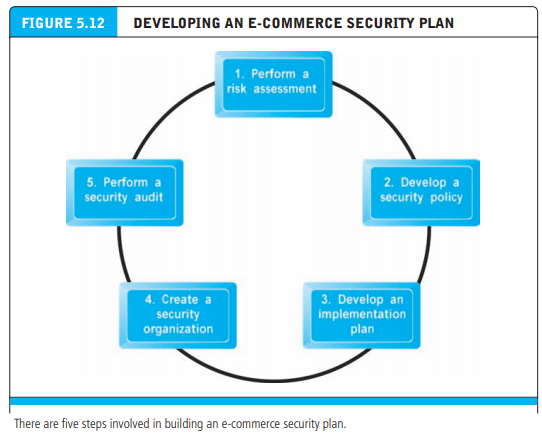 FIGURE 5.12 DEVELOPING AN E-COMMERCE SECURITY PLAN
1. Perform a
risk assessment
2. Develop a
security policy
3. Develop an
implementation
plan
4. Create a
security
organization
5. Perform a
security audit
There are five steps involved in building an e-commerce security plan.